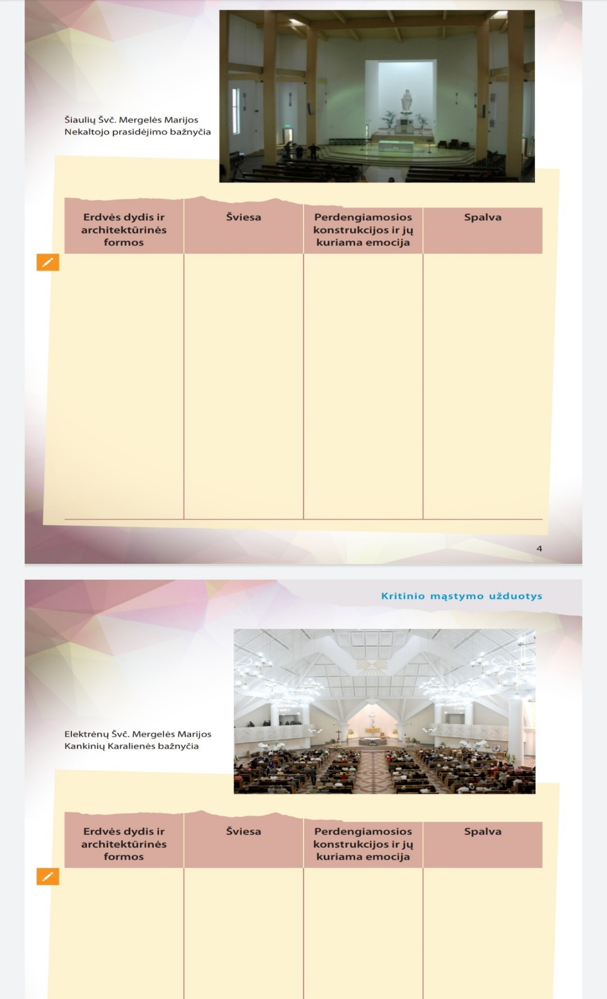 Šiaulių Švč. Mergelės Marijos
Nekaltojo prasidėjimo bažnyčia
Erdvės dydis ir
architektūrinės
formos
Šviesa
Perdengiamosios
konstrukcijos ir jų
kuriama emocija
Spalva
4
Kritinio mąstymo užduotys
Elektrėnų Švč. Mergelės Marijos
Kankinių Karalienės bažnyčia
Erdvės dydis ir
architektūrinės
formos
Šviesa
Perdengiamosios
konstrukcijos ir jų
kuriama emocija
Spalva